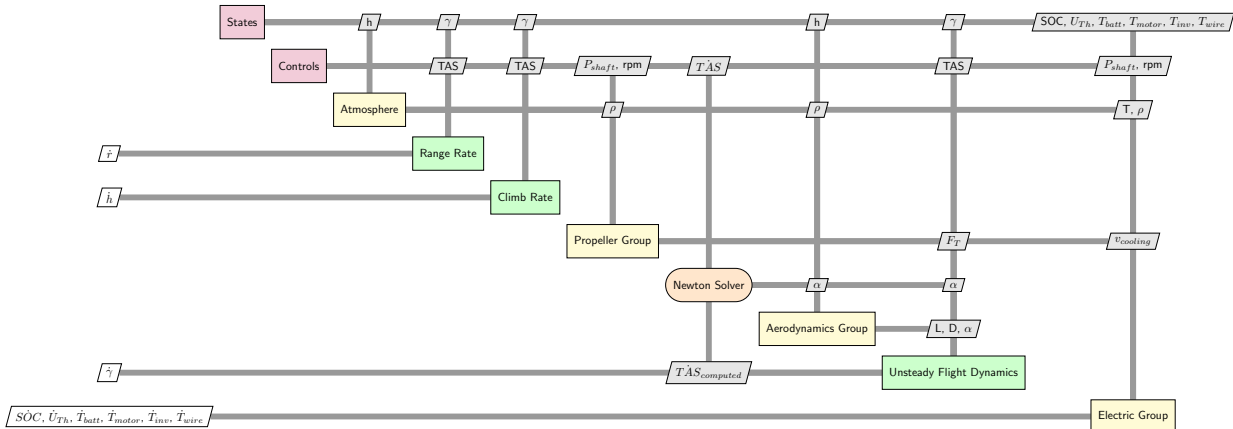 States h γ γ h γ SOC, U_Th, T_batt, T_motor, T_inv, T_wire
Controls TAS TAS P_shaft, rpm TȦS TAS P_shaft, rpm
Atmosphere ρ ρ T, ρ
ṙ Range Rate
ḣ Climb Rate
Propeller Group F_T v_cooling
Newton Solver α α
Aerodynamics Group L, D, α
γ̇ TȦS_computed Unsteady Flight Dynamics
SȮC, U̇_Th, Ṫ_batt, Ṫ_motor, Ṫ_inv, Ṫ_wire Electric Group